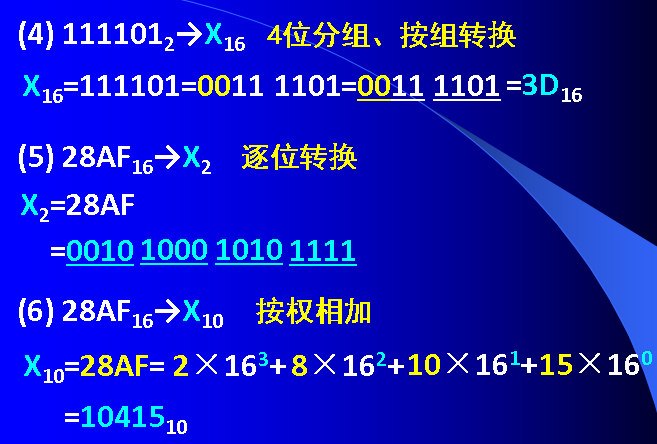 (4) 111101₂→X₁₆ 4位分组、按组转换
X₁₆=111101=0011 1101=0011 1101=3D₁₆
(5) 28AF₁₆→X₂ 逐位转换
X₂=28AF
=0010 1000 1010 1111
(6) 28AF₁₆→X₁₀ 按权相加
X₁₀=28AF= 2×16³+8×16²+10×16¹+15×16⁰
=10415₁₀